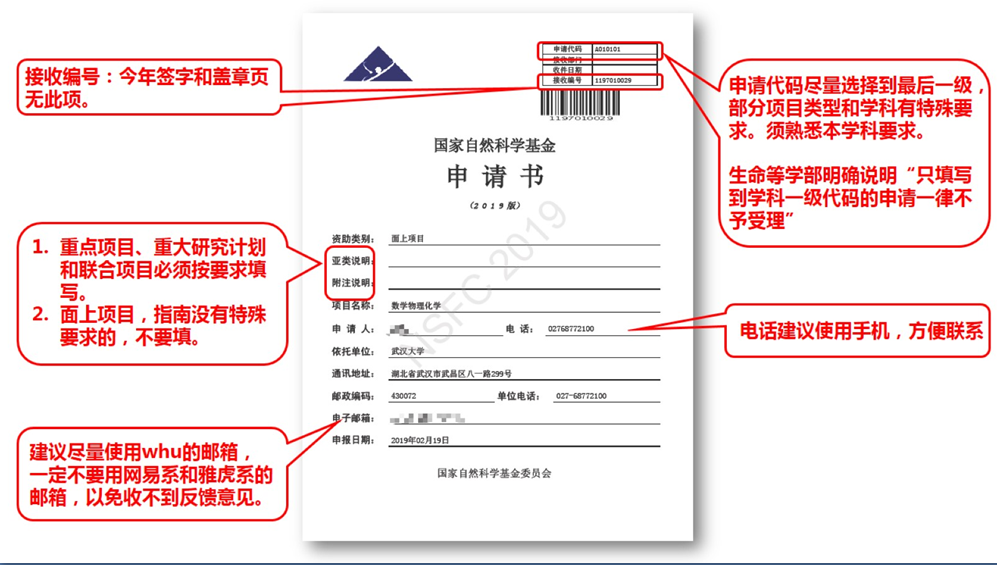 接收编号：今年签字和盖章页
无此项。
申请代码 A010101
接收部门
收件日期
接收编号 1197010029
1197010029
申请代码尽量选择到最后一级，
部分项目类型和学科有特殊要
求。须熟悉本学科要求。
生命等学部明确说明“只填写
到学科一级代码的申请一律不
予受理”
国家自然科学基金
申 请 书
（2019版）
NSFC 2019
1. 重点项目、重大研究计划
和联合项目必须按要求填
写。
2. 面上项目，指南没有特殊
要求的，不要填。
资助类别： 面上项目
亚类说明：
附注说明：
项目名称： 数学物理化学
申 请 人： 电 话： 02768772100
依托单位： 武汉大学
通讯地址： 湖北省武汉市武昌区八一路299号
邮政编码： 430072 单位电话： 027-68772100
电子邮箱：
申报日期： 2019年02月19日
国家自然科学基金委员会
电话建议使用手机，方便联系
建议尽量使用whu的邮箱，
一定不要用网易系和雅虎系的
邮箱，以免收不到反馈意见。